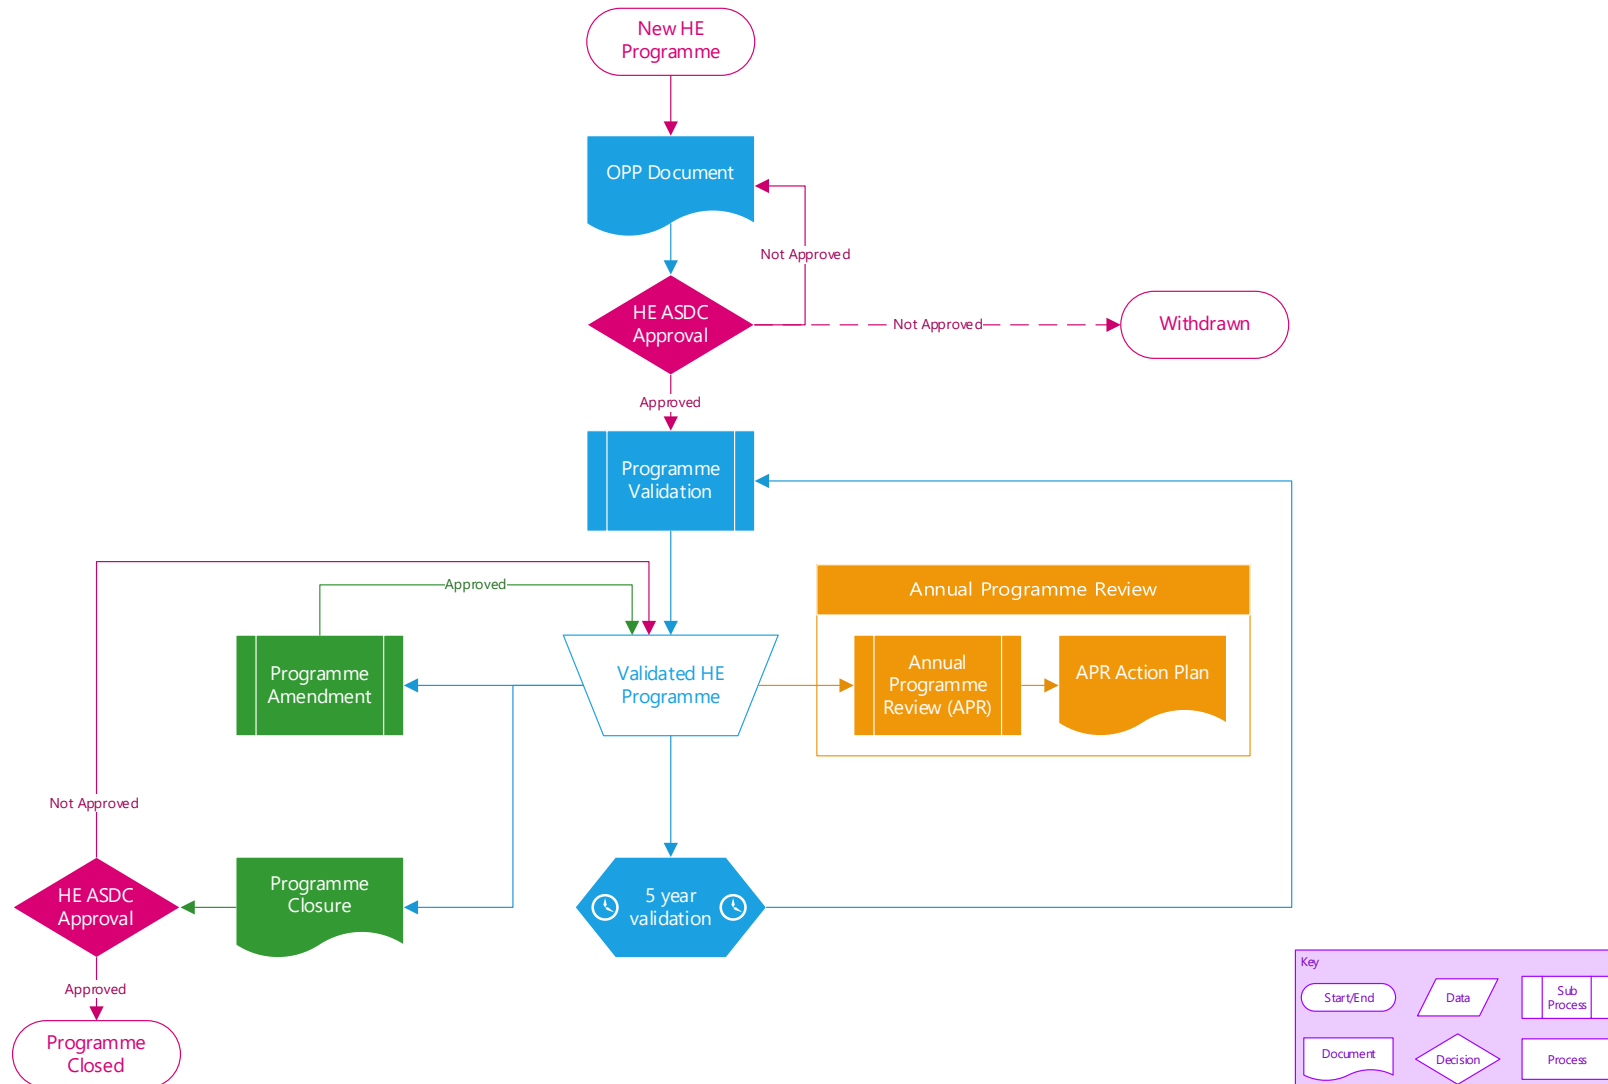 New HE
Programme
OPP Document
Not Approved
HE ASDC
Approval
Not Approved
Withdrawn
Approved
Programme
Validation
Approved
Annual Programme Review
Programme
Amendment
Validated HE
Programme
Annual
Programme
Review (APR)
APR Action Plan
Not Approved
HE ASDC
Approval
Programme
Closure
5 year
validation
Approved
Programme
Closed
Key
Start/End
Data
Sub
Process
Document
Decision
Process